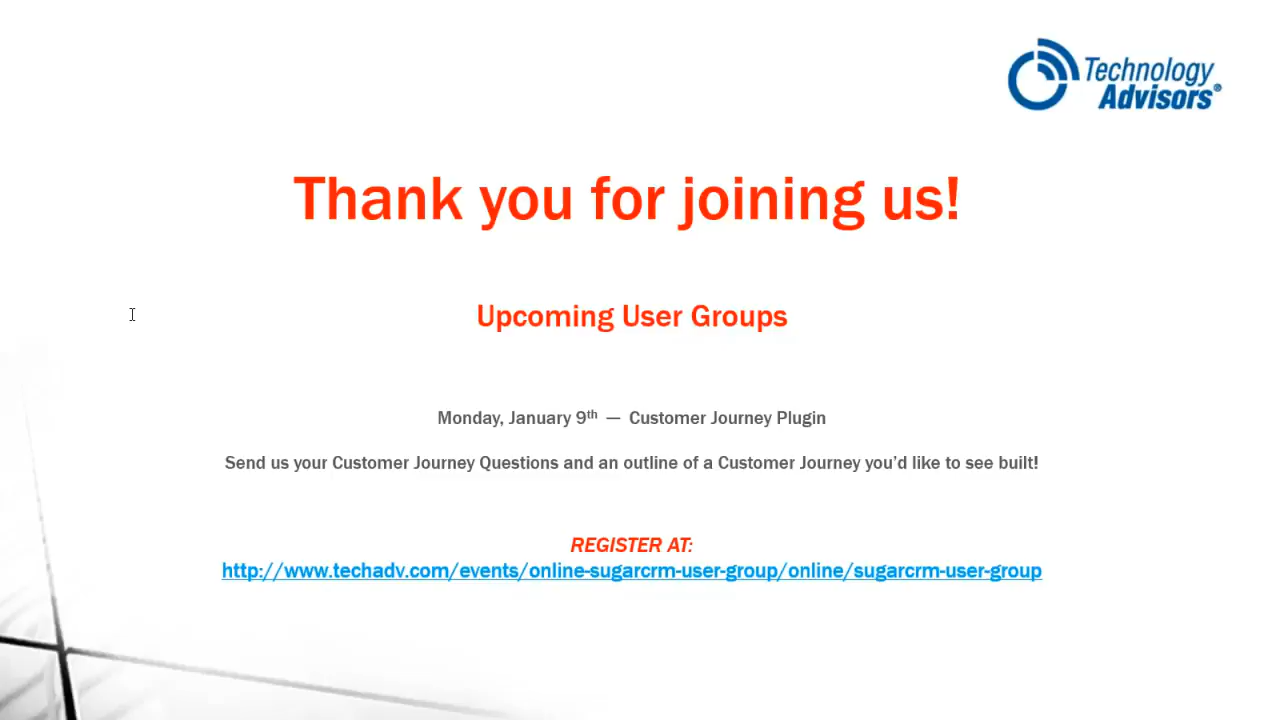 Technology
Advisors®
Thank you for joining us!
Upcoming User Groups
Monday, January 9th — Customer Journey Plugin
Send us your Customer Journey Questions and an outline of a Customer Journey you’d like to see built!
REGISTER AT:
http://www.techadv.com/events/online-sugarcrm-user-group/online/sugarcrm-user-group